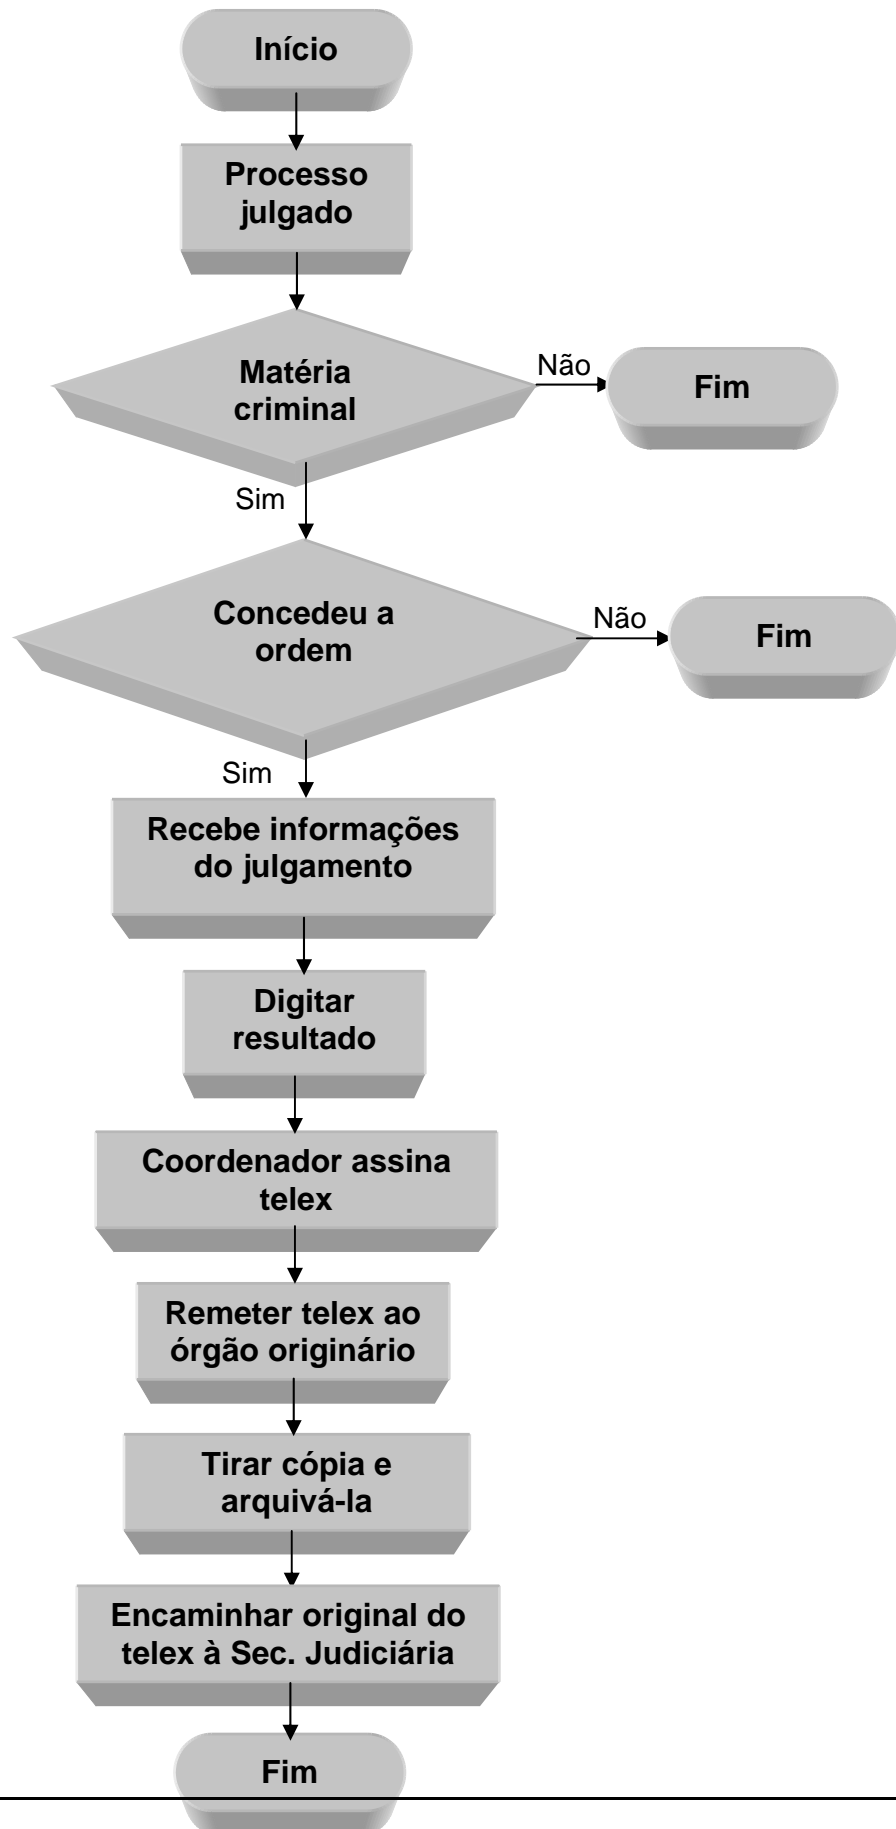 Início
Processo
julgado
Matéria
criminal
Não
Fim
Sim
Concedeu a
ordem
Não
Fim
Sim
Recebe informações
do julgamento
Digitar
resultado
Coordenador assina
telex
Remeter telex ao
órgão originário
Tirar cópia e
arquivá-la
Encaminhar original do
telex à Sec. Judiciária
Fim